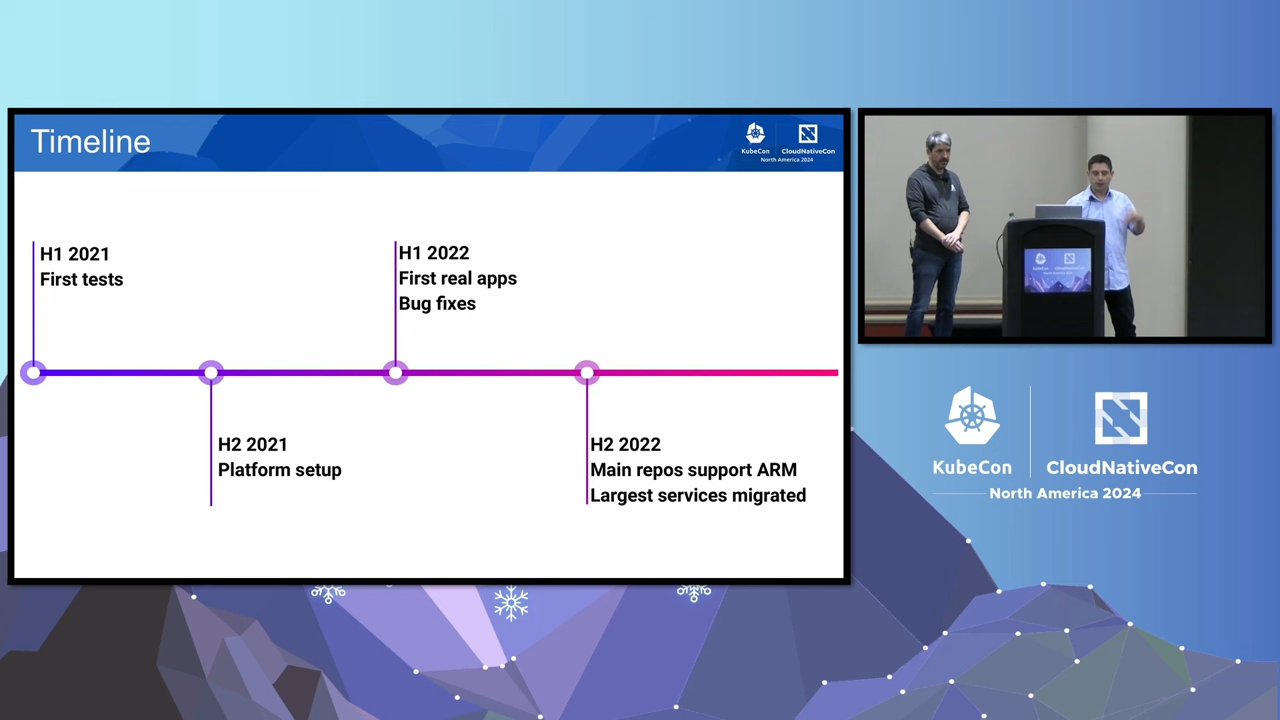 Timeline
KubeCon
CloudNativeCon
North America 2024
H1 2021
First tests
H1 2022
First real apps
Bug fixes
H2 2021
Platform setup
H2 2022
Main repos support ARM
Largest services migrated
KubeCon
CloudNativeCon
North America 2024